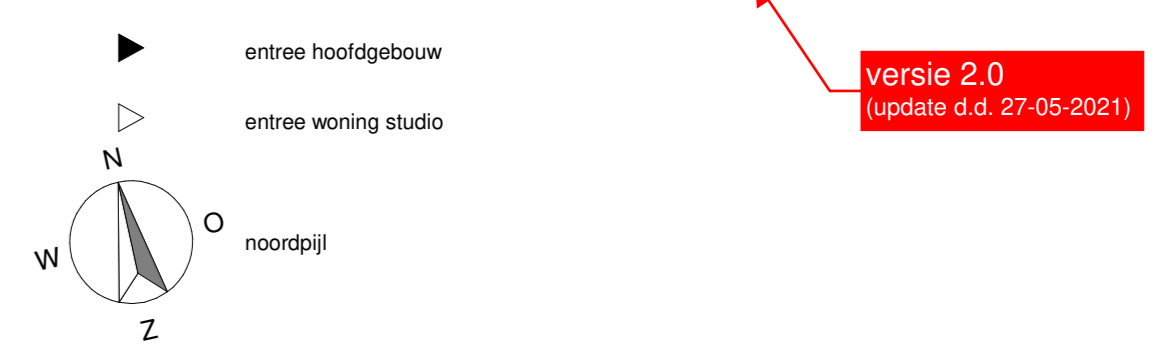 entree hoofdgebouw
versie 2.0
(update d.d. 27-05-2021)
entree woning studio
N
O
noordpijl
W
Z